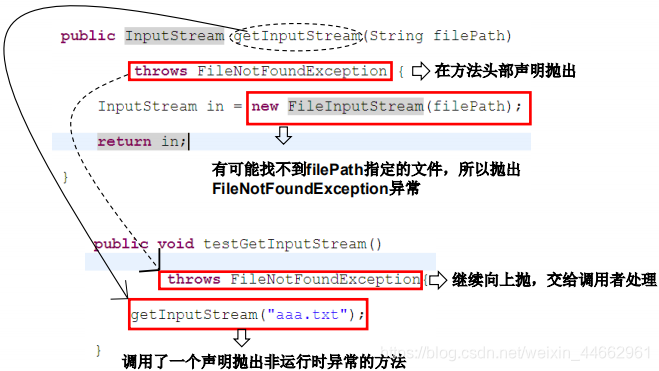 public InputStream getInputStream(String filePath)
throws FileNotFoundException { 在方法头部声明抛出
InputStream in = new FileInputStream(filePath);
return in;
有可能找不到filePath指定的文件，所以抛出
FileNotFoundException异常
}
public void testGetInputStream()
throws FileNotFoundException{ 继续向上抛，交给调用者处理
getInputStream("aaa.txt");
}
调用了一个声明抛出非运行时异常的方法
https://blog.csdn.net/weixin_44662961